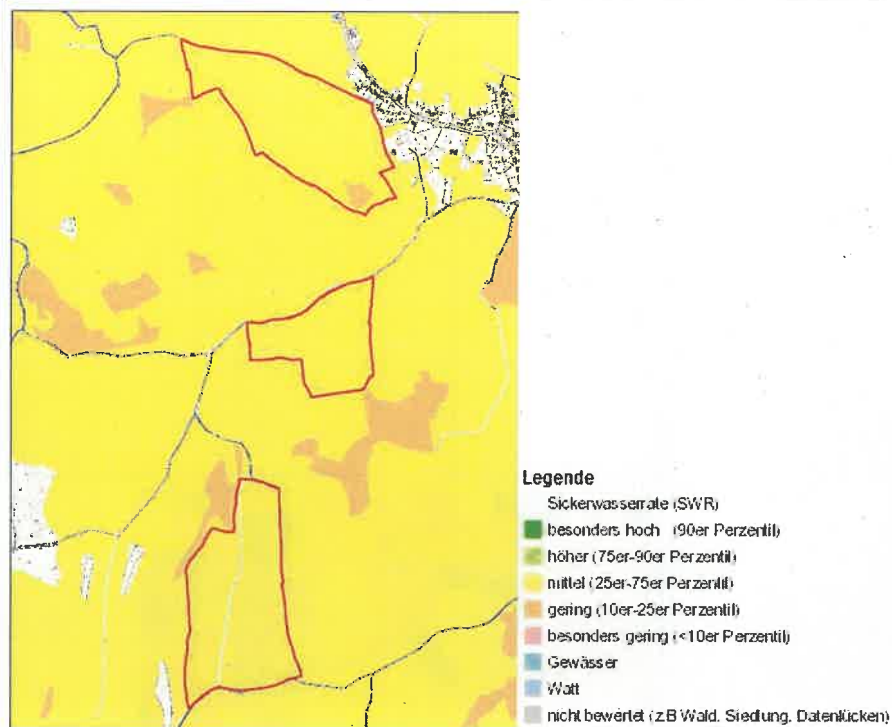 Legende
Sickerwasserrate (SWR)
besonders hoch (90er Perzentil)
höher (75er-90er Perzentil)
mittel (25er-75er Perzentil)
gering (10er-25er Perzentil)
besonders gering (<10er Perzentil)
Gewässer
Watt
nicht bewertet (z.B Wald, Siedlung, Datenlücken)